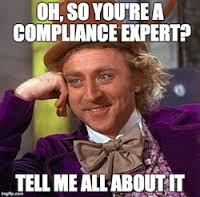 OH, SO YOU'RE A
COMPLIANCE EXPERT?
TELL ME ALL ABOUT IT
imgflip.com